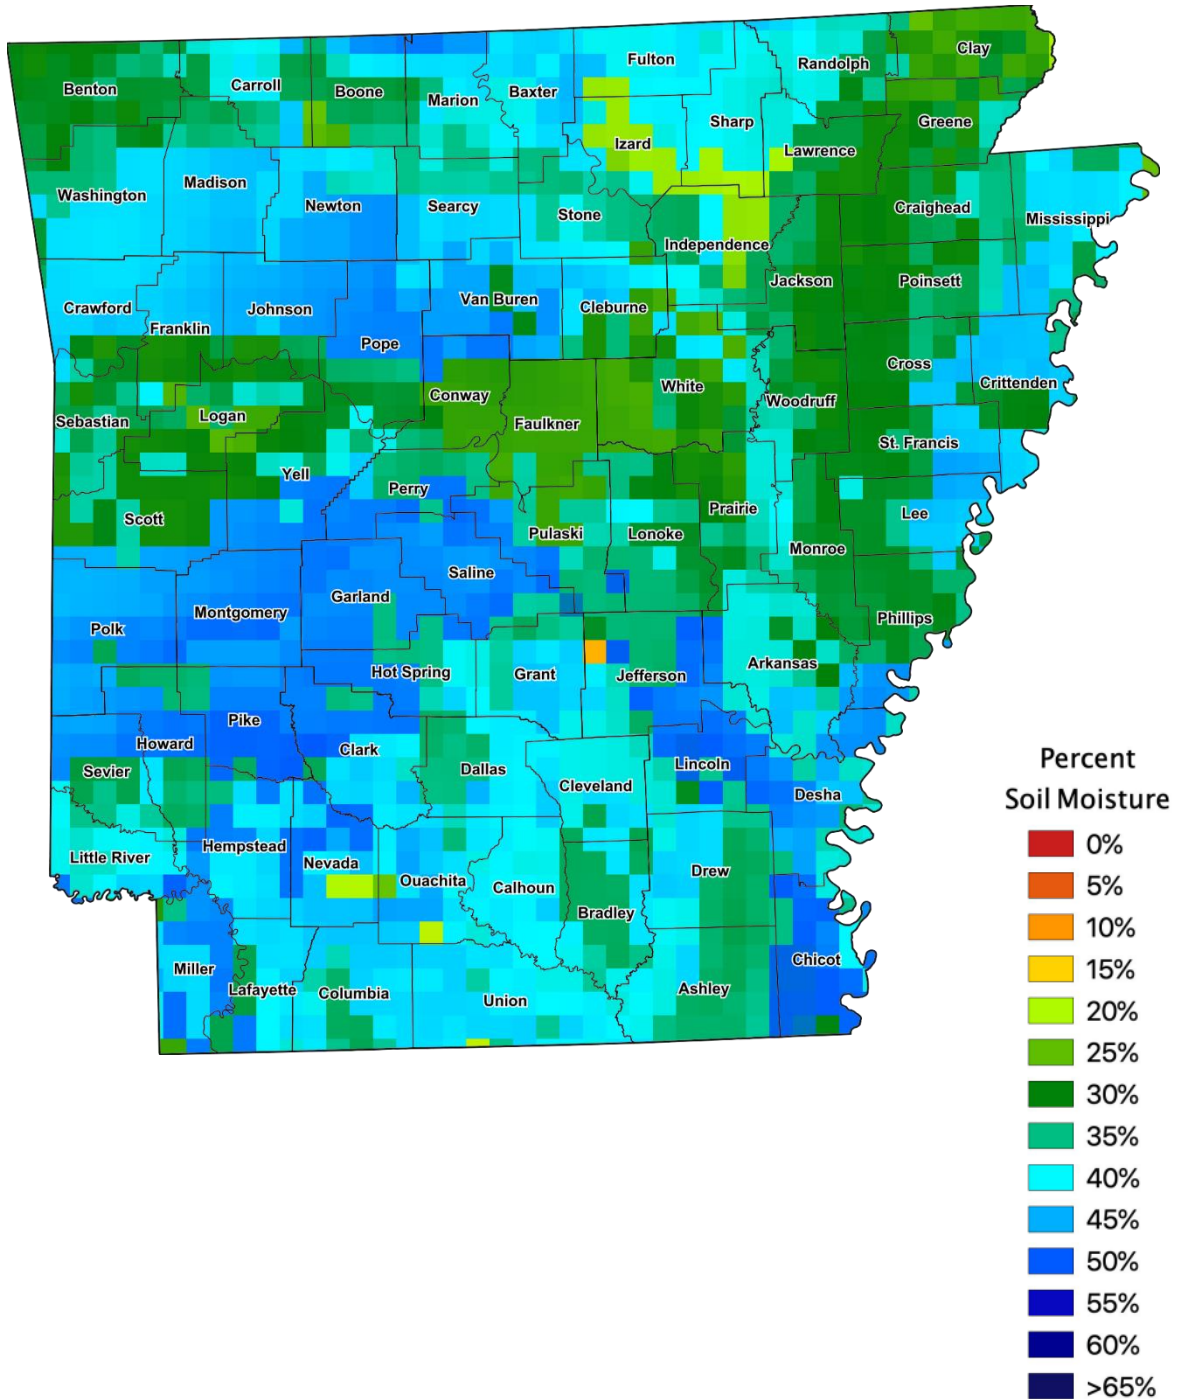 Clay
Fulton
Randolph
Carroll
Benton
Boone
Baxter
Marion
Sharp
Greene
Izard
Lawrence
Madison
Washington
Newton
Searcy
Stone
Craighead
Mississippi
Independence
Jackson
Poinsett
Van Buren
Crawford
Johnson
Cleburne
Franklin
Pope
Cross
Crittenden
White
Conway
Woodruff
Logan
Sebastian
Faulkner
St. Francis
Yell
Perry
Prairie
Lee
Scott
Pulaski
Lonoke
Monroe
Saline
Garland
Montgomery
Phillips
Polk
Arkansas
Hot Spring
Grant
Jefferson
Pike
Howard
Clark
Sevier
Dallas
Lincoln
Cleveland
Desha
Hempstead
Little River
Nevada
Drew
Ouachita
Calhoun
Bradley
Chicot
Miller
Lafayette
Columbia
Ashley
Union
Percent
Soil Moisture
0%
5%
10%
15%
20%
25%
30%
35%
40%
45%
50%
55%
60%
>65%